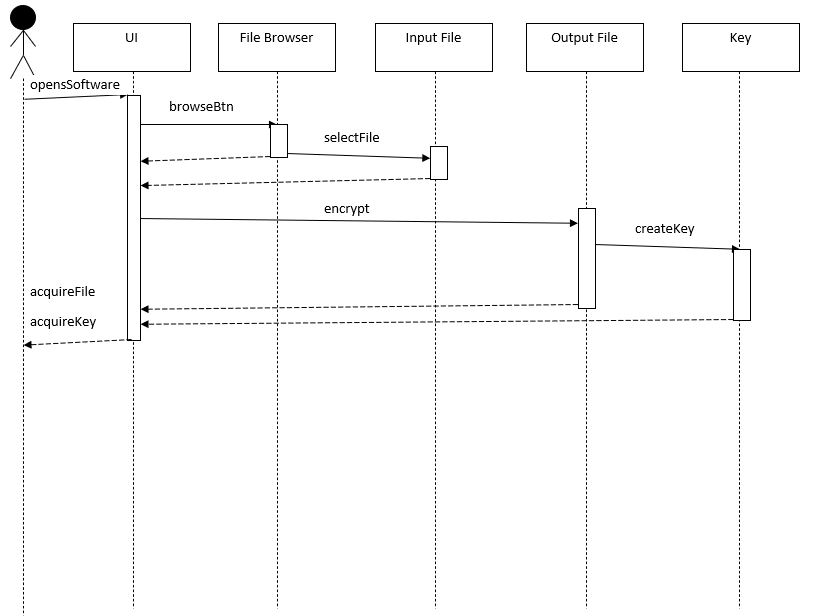 UI
File Browser
Input File
Output File
Key
opensSoftware
browseBtn
selectFile
encrypt
createKey
acquireFile
acquireKey